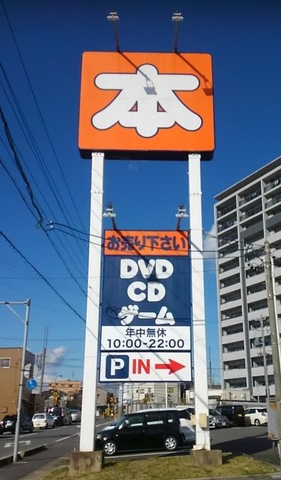 本
お売り下さい
DVD
CD
ゲーム
年中無休
10:00-22:00
P IN →